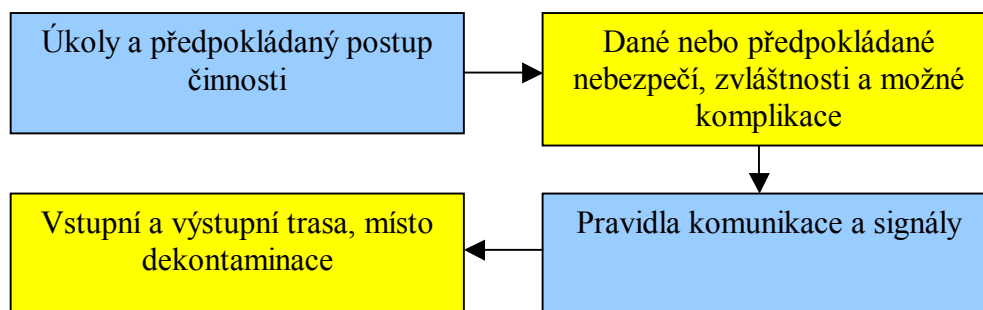 Úkoly a předpokládaný postup
činnosti
Dané nebo předpokládané
nebezpečí, zvláštnosti a možné
komplikace
Pravidla komunikace a signály
Vstupní a výstupní trasa, místo
dekontaminace